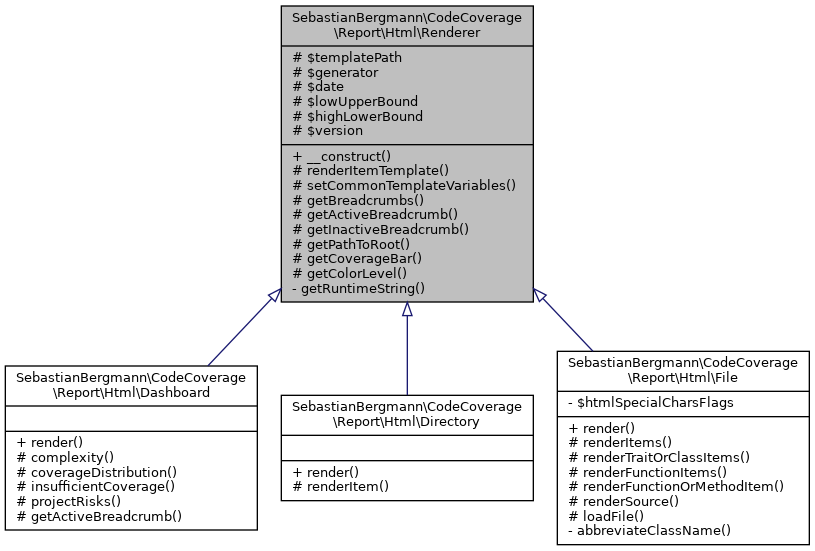 SebastianBergmann\CodeCoverage
\Report\Html\Renderer
# $templatePath
# $generator
# $date
# $lowUpperBound
# $highLowerBound
# $version
+ __construct()
# renderItemTemplate()
# setCommonTemplateVariables()
# getBreadcrumbs()
# getActiveBreadcrumb()
# getInactiveBreadcrumb()
# getPathToRoot()
# getCoverageBar()
# getColorLevel()
- getRuntimeString()
SebastianBergmann\CodeCoverage
\Report\Html\Dashboard
+ render()
# complexity()
# coverageDistribution()
# insufficientCoverage()
# projectRisks()
# getActiveBreadcrumb()
SebastianBergmann\CodeCoverage
\Report\Html\Directory
+ render()
# renderItem()
SebastianBergmann\CodeCoverage
\Report\Html\File
- $htmlSpecialCharsFlags
+ render()
# renderItems()
# renderTraitOrClassItems()
# renderFunctionItems()
# renderFunctionOrMethodItem()
# renderSource()
# loadFile()
- abbreviateClassName()